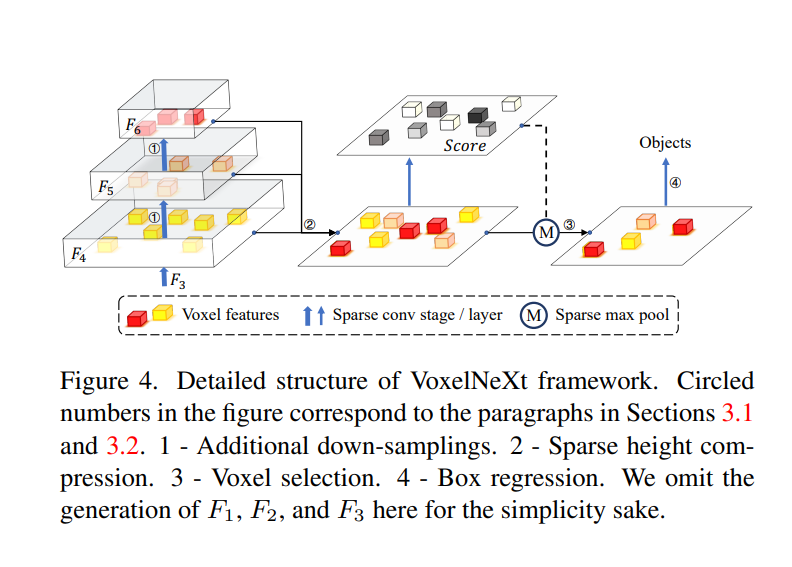 F6
①
F5
①
F4
F3
②
Score
M
③
Objects
④
Voxel features
Sparse conv stage / layer
M
Sparse max pool
Figure 4. Detailed structure of VoxelNeXt framework. Circled
numbers in the figure correspond to the paragraphs in Sections 3.1
and 3.2. 1 - Additional down-samplings. 2 - Sparse height com-
pression. 3 - Voxel selection. 4 - Box regression. We omit the
generation of F1, F2, and F3 here for the simplicity sake.